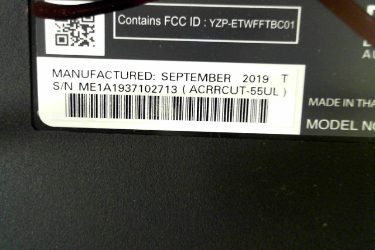 Contains FCC ID : YZP-ETWFFTBC01
MANUFACTURED: SEPTEMBER 2019 T
S/N ME1A1937102713 ( ACRRCUT-55UL )
MADE IN THA
MODEL NO